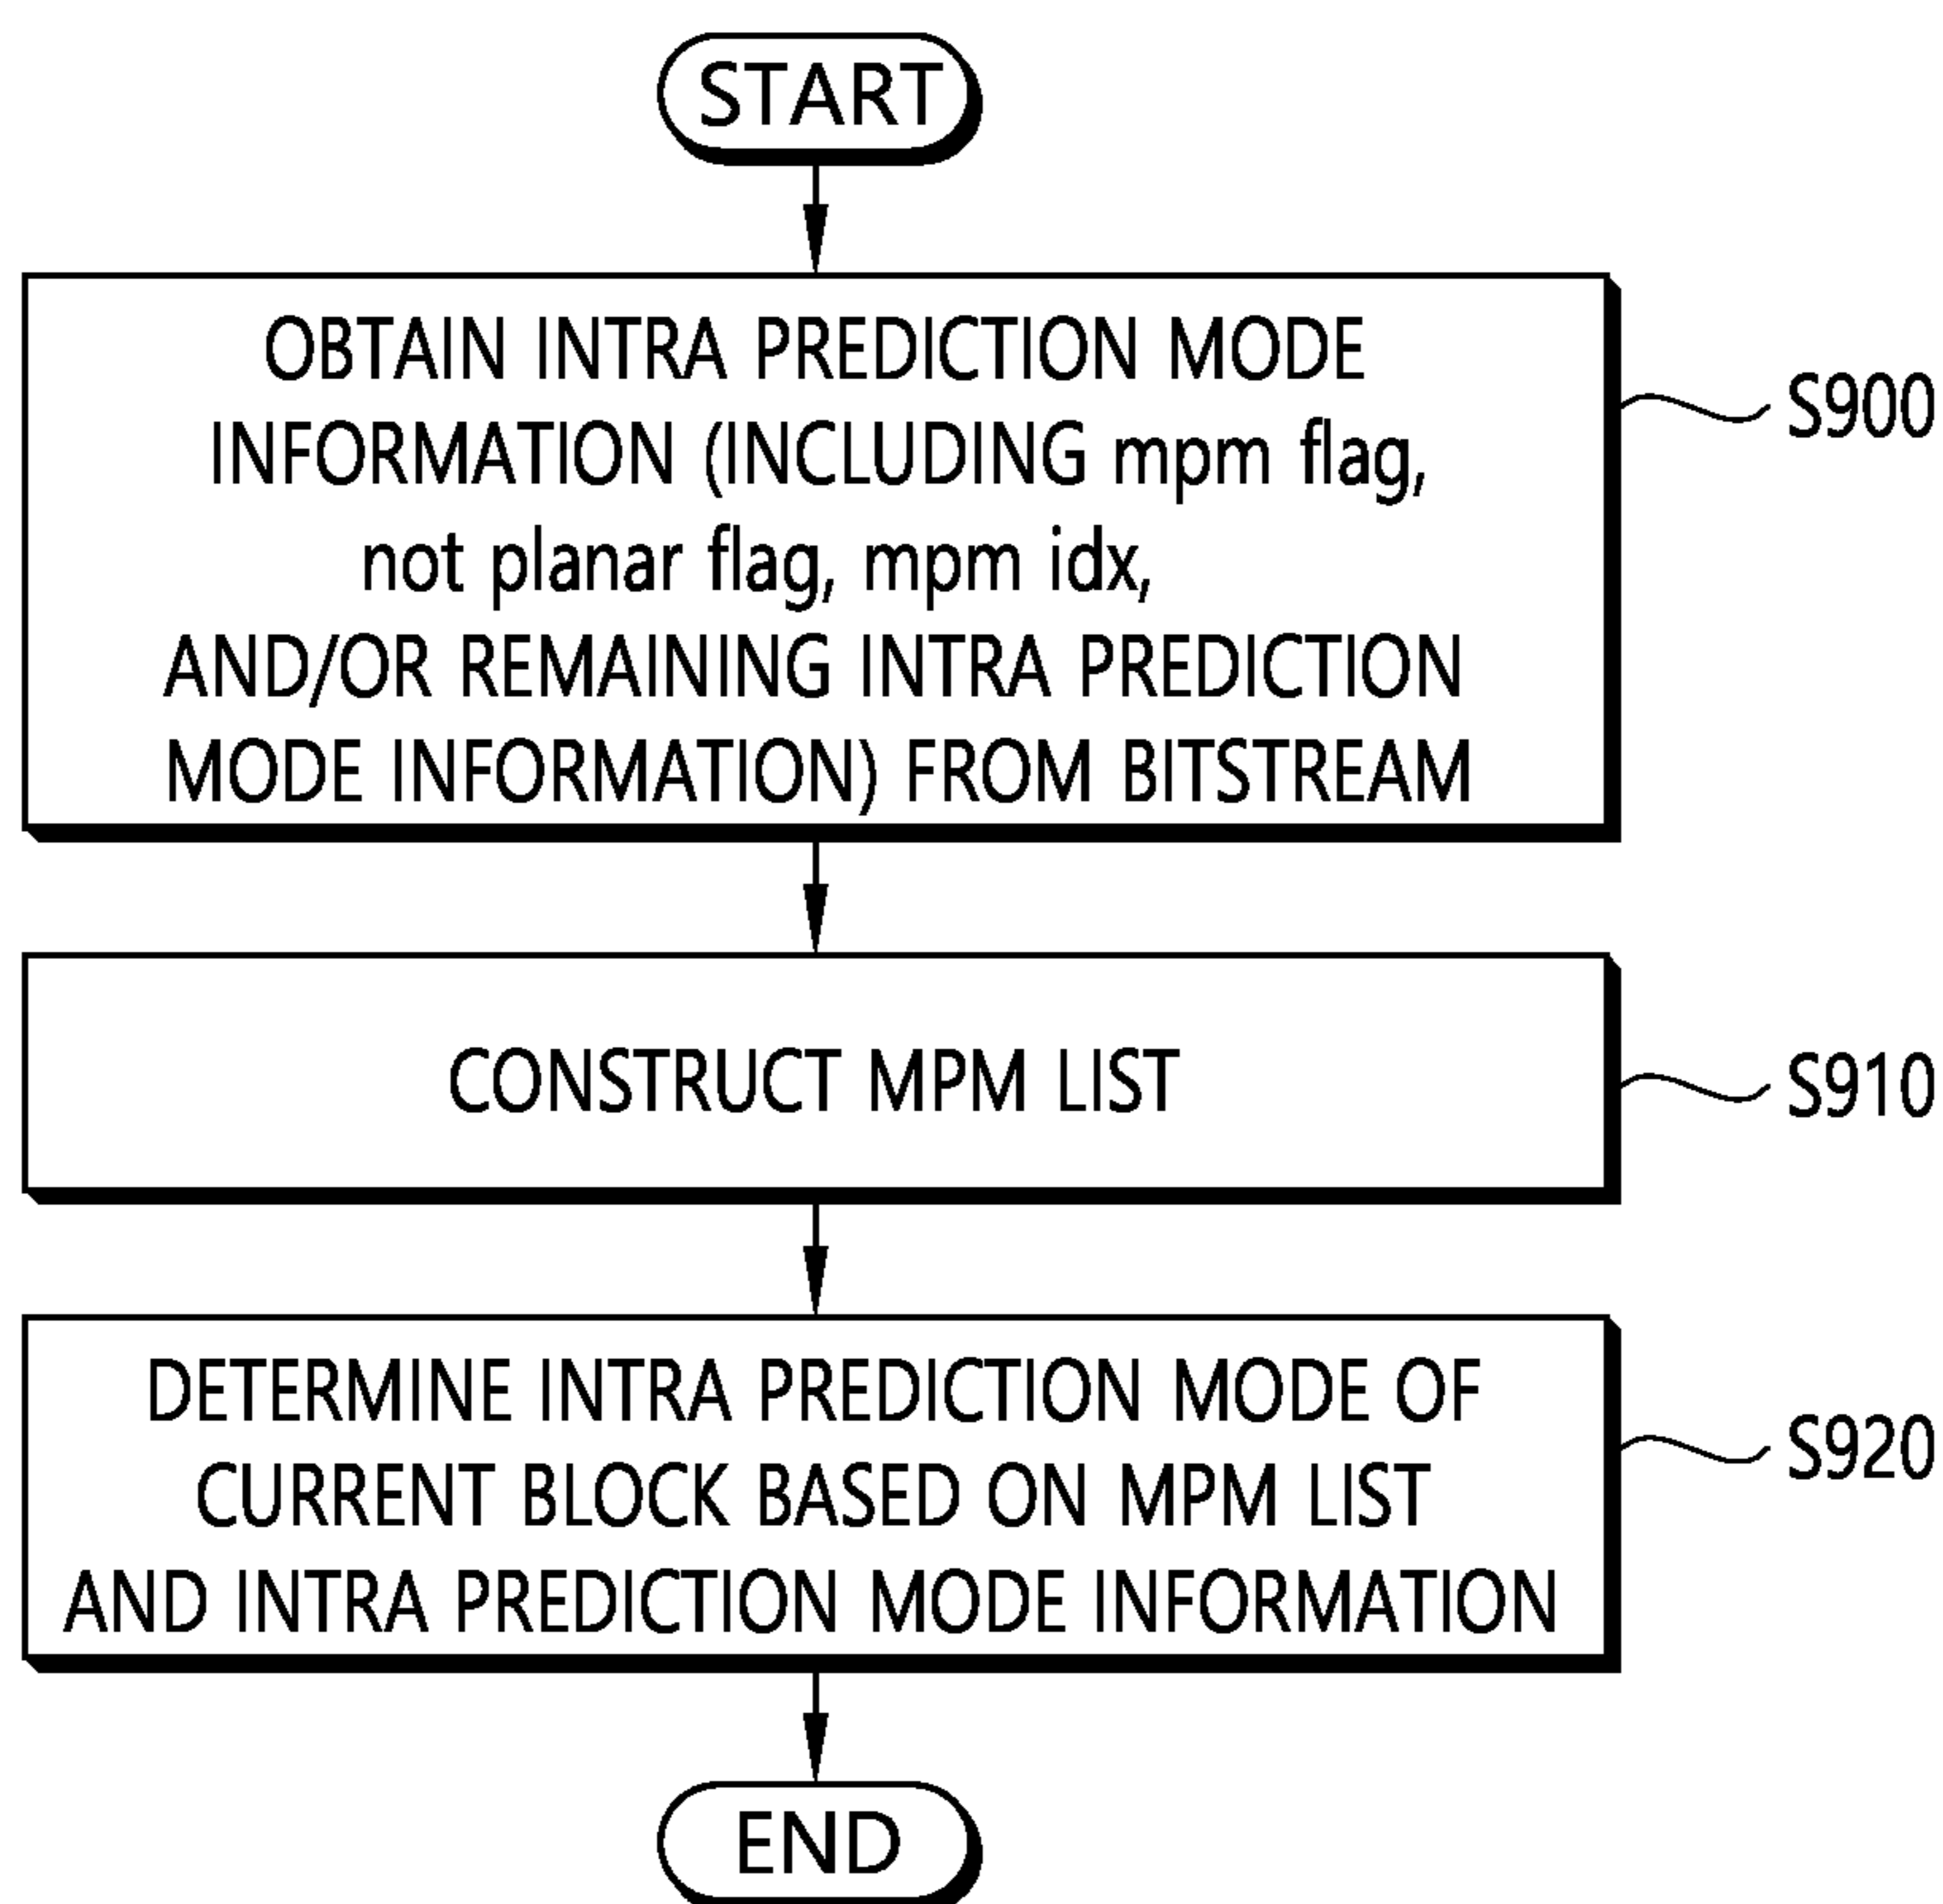 START
OBTAIN INTRA PREDICTION MODE
INFORMATION (INCLUDING mpm flag,
not planar flag, mpm idx,
AND/OR REMAINING INTRA PREDICTION
MODE INFORMATION) FROM BITSTREAM
S900
CONSTRUCT MPM LIST
S910
DETERMINE INTRA PREDICTION MODE OF
CURRENT BLOCK BASED ON MPM LIST
AND INTRA PREDICTION MODE INFORMATION
S920
END